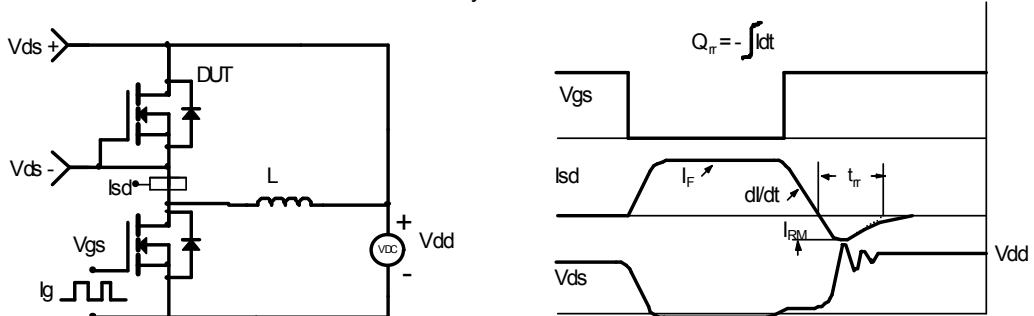 Vds +
DUT
Vds -
Isd
L
Vgs
Ig
VDC
+
-
Vdd
Qrr = - ∫Idt
Vgs
Isd
IF
dI/dt
trr
IRM
Vds
Vdd